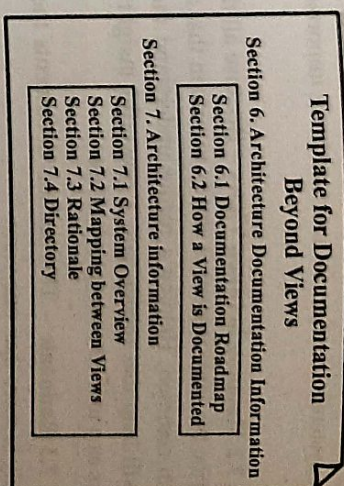 Template for Documentation
Beyond Views
Section 6. Architecture Documentation Information
Section 6.1 Documentation Roadmap
Section 6.2 How a View is Documented
Section 7. Architecture information
Section 7.1 System Overview
Section 7.2 Mapping between Views
Section 7.3 Rationale
Section 7.4 Directory